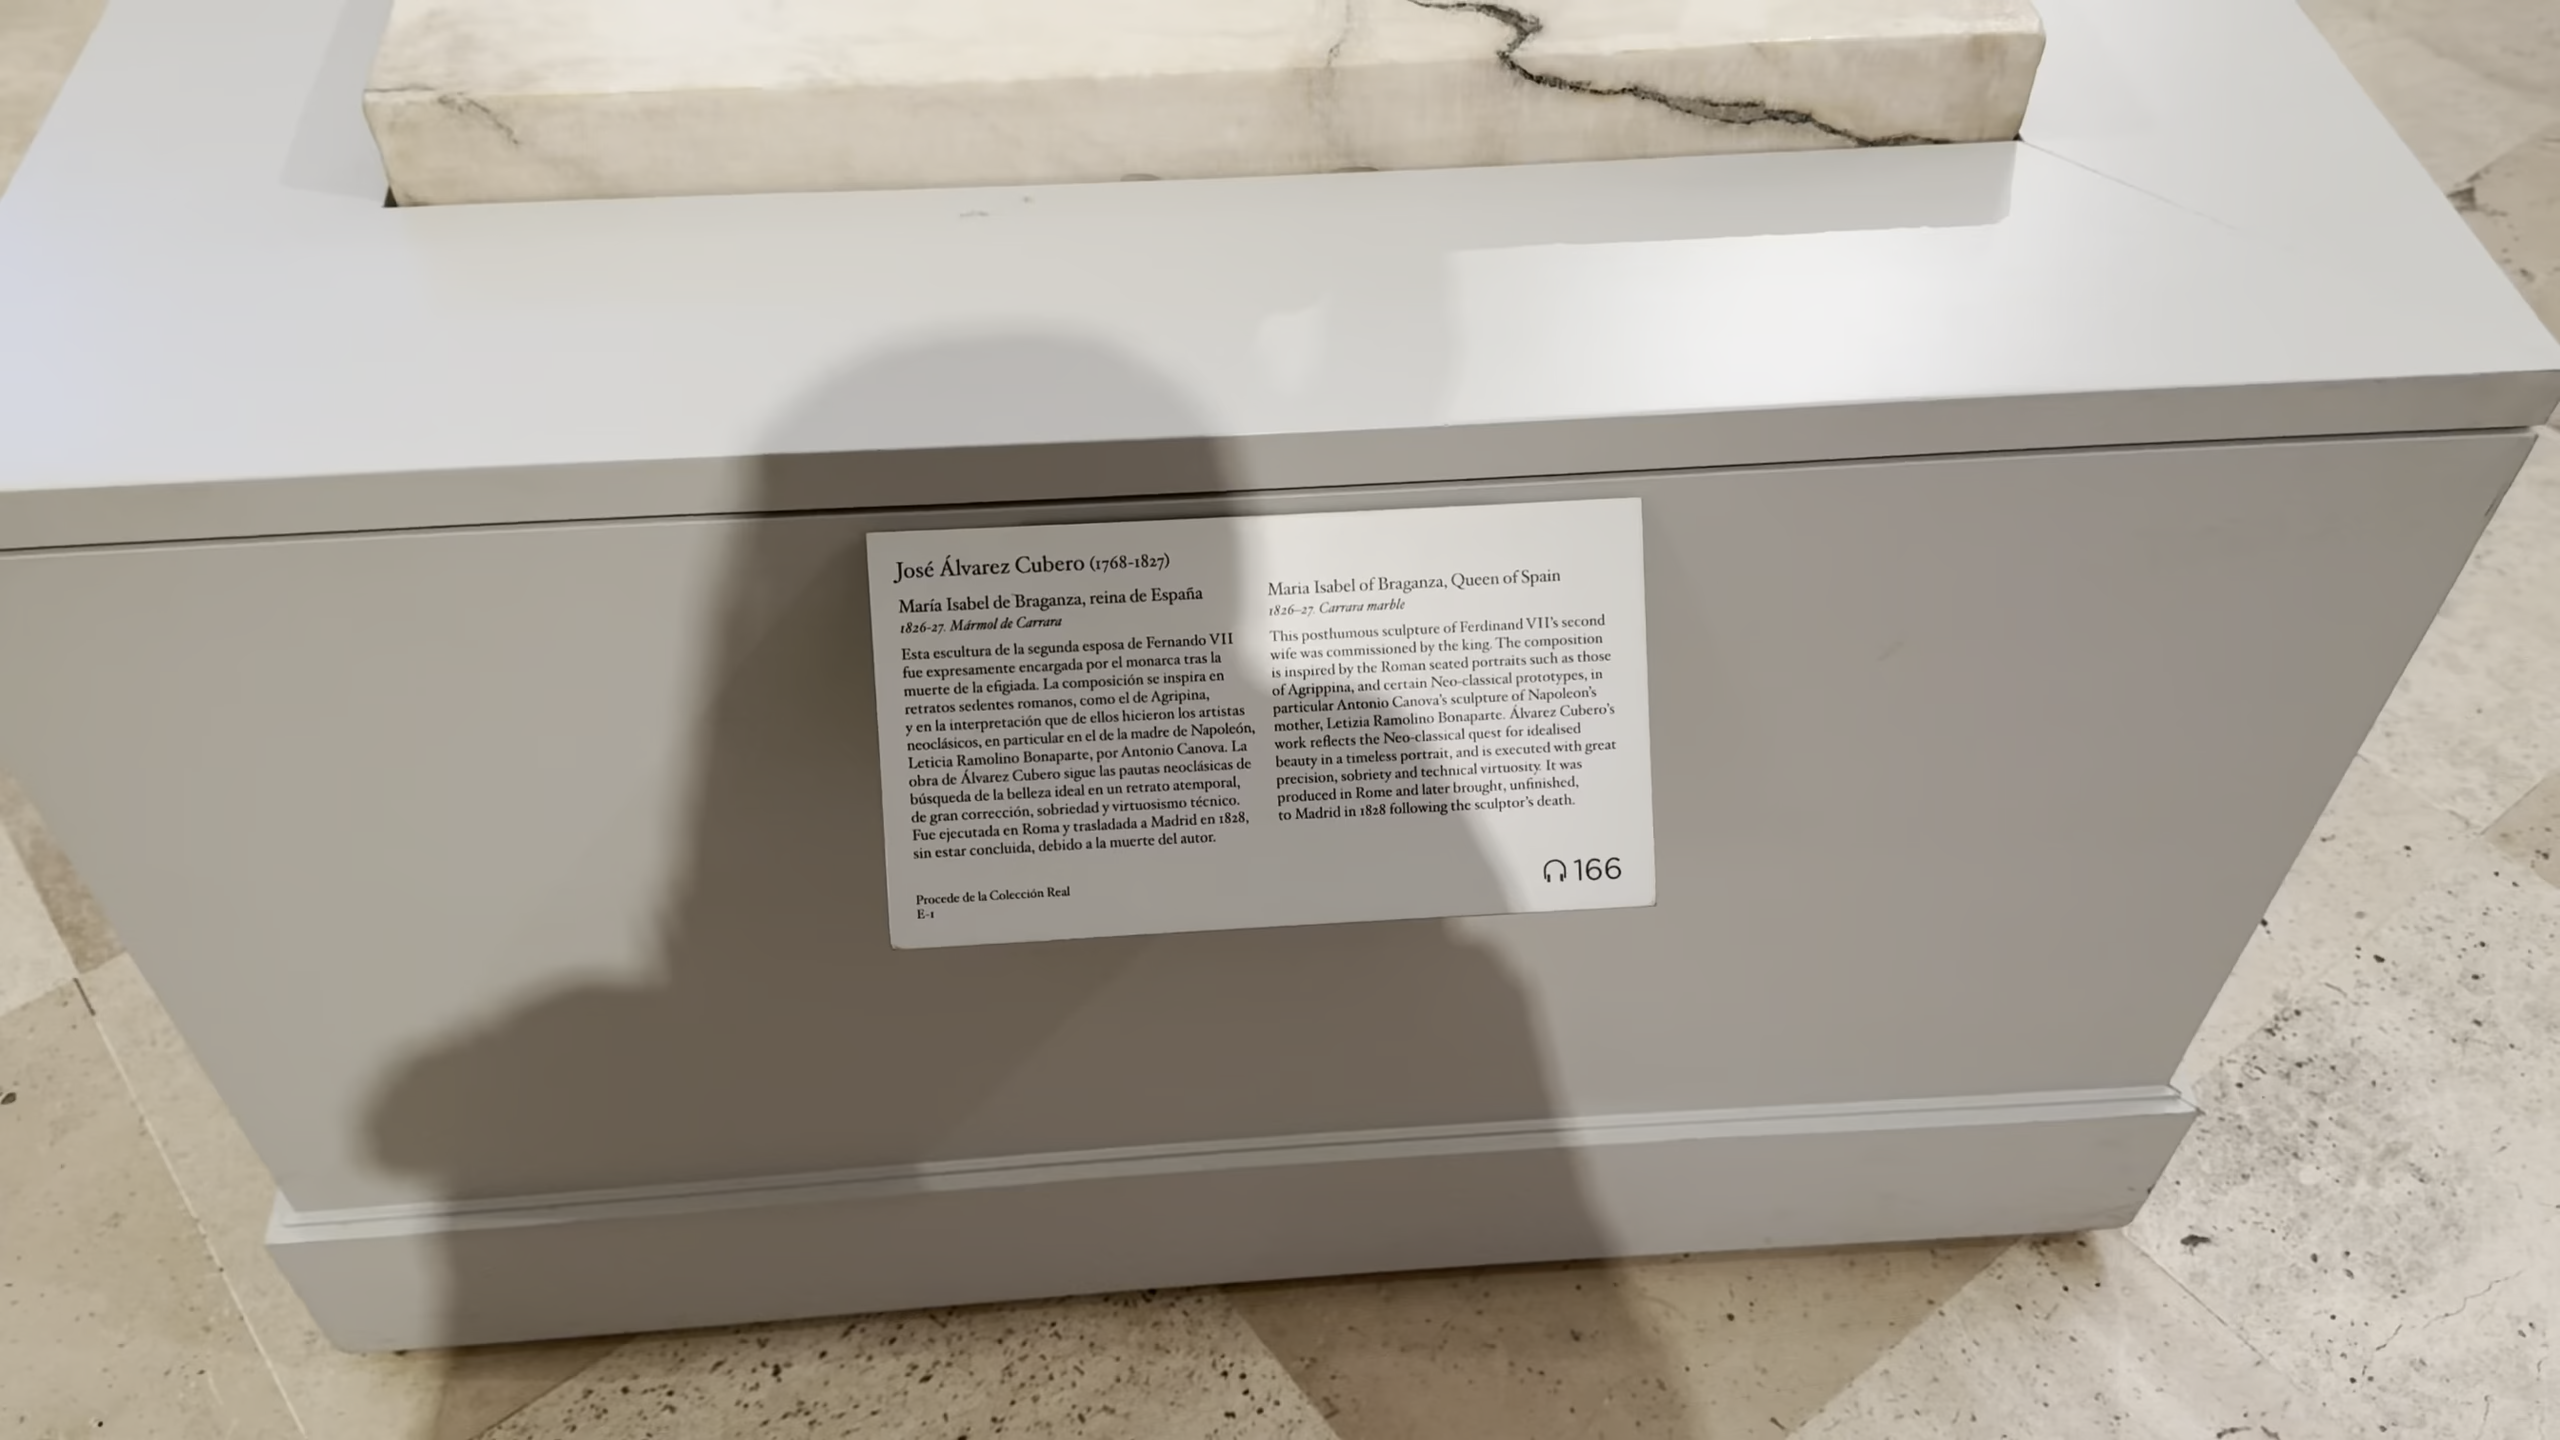 José Álvarez Cubero (1768-1827)
María Isabel de Braganza, reina de España
1826-27. Mármol de Carrara
Esta escultura de la segunda esposa de Fernando VII
fue expresamente encargada por el monarca tras la
muerte de la efigiada. La composición se inspira en
retratos sedentes romanos, como el de Agripina,
y en la interpretación que de ellos hicieron los artistas
neoclásicos, en particular en el de la madre de Napoleón,
Leticia Ramolino Bonaparte, por Antonio Canova. La
obra de Álvarez Cubero sigue las pautas neoclásicas de
búsqueda de la belleza ideal en un retrato atemporal,
de gran corrección, sobriedad y virtuosismo técnico.
Fue ejecutada en Roma y trasladada a Madrid en 1828,
sin estar concluida, debido a la muerte del autor.
Procede de la Colección Real
E-1
Maria Isabel of Braganza, Queen of Spain
1826–27. Carrara marble
This posthumous sculpture of Ferdinand VII's second
wife was commissioned by the king. The composition
is inspired by the Roman seated portraits such as those
of Agrippina, and certain Neo-classical prototypes, in
particular Antonio Canova's sculpture of Napoleon's
mother, Letizia Ramolino Bonaparte. Álvarez Cubero's
work reflects the Neo-classical quest for idealised
beauty in a timeless portrait, and is executed with great
precision, sobriety and technical virtuosity. It was
produced in Rome and later brought, unfinished,
to Madrid in 1828 following the sculptor's death.
166